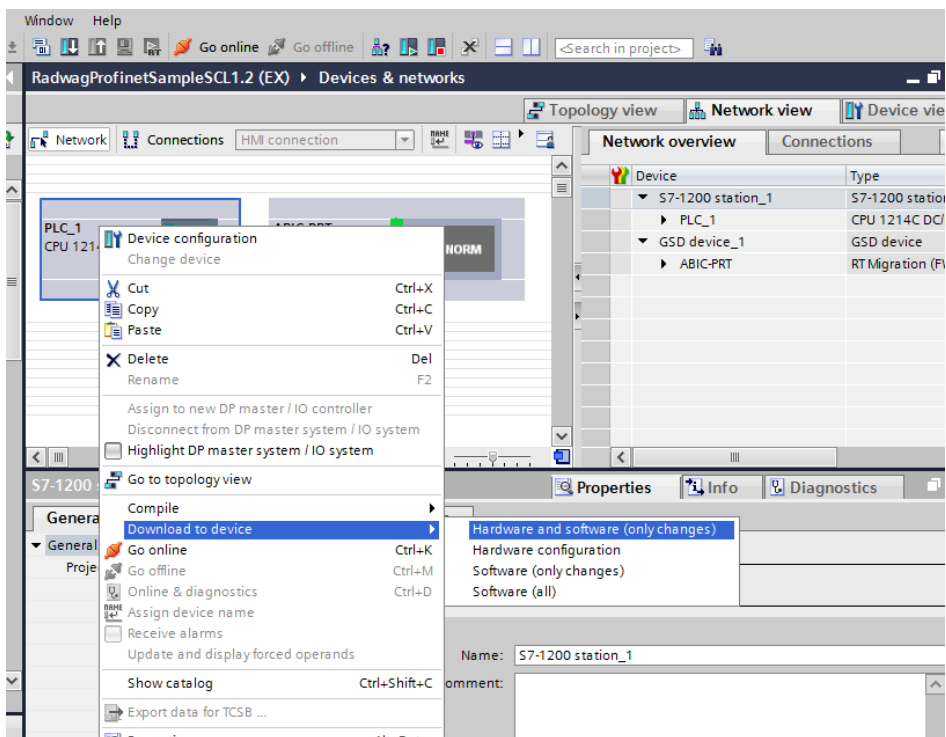 Window Help
Go online Go offline <Search in project>
RadwagProfinetSampleSCL1.2 (EX) Devices & networks
Topology view Network view Device vie
Network Connections HMI connection
Network overview Connections
Device Type
S7-1200 station_1 S7-1200 station
PLC_1 CPU 1214C DC/
GSD device_1 GSD device
ABIC-PRT RT Migration (FW
PLC_1
CPU 121
NORM
Device configuration
Change device
Cut Ctrl+X
Copy Ctrl+C
Paste Ctrl+V
Delete Del
Rename F2
Assign to new DP master / IO controller
Disconnect from DP master system / IO system
Highlight DP master system / IO system
Go to topology view
Compile
Download to device
Go online Ctrl+K
Go offline Ctrl+M
Online & diagnostics Ctrl+D
Assign device name
Receive alarms
Update and display forced operands
Show catalog Ctrl+Shift+C
Export data for TCSB ...
Hardware and software (only changes)
Hardware configuration
Software (only changes)
Software (all)
S7-1200
Properties Info Diagnostics
Genera
General
Proje
Name: S7-1200 station_1
omment: